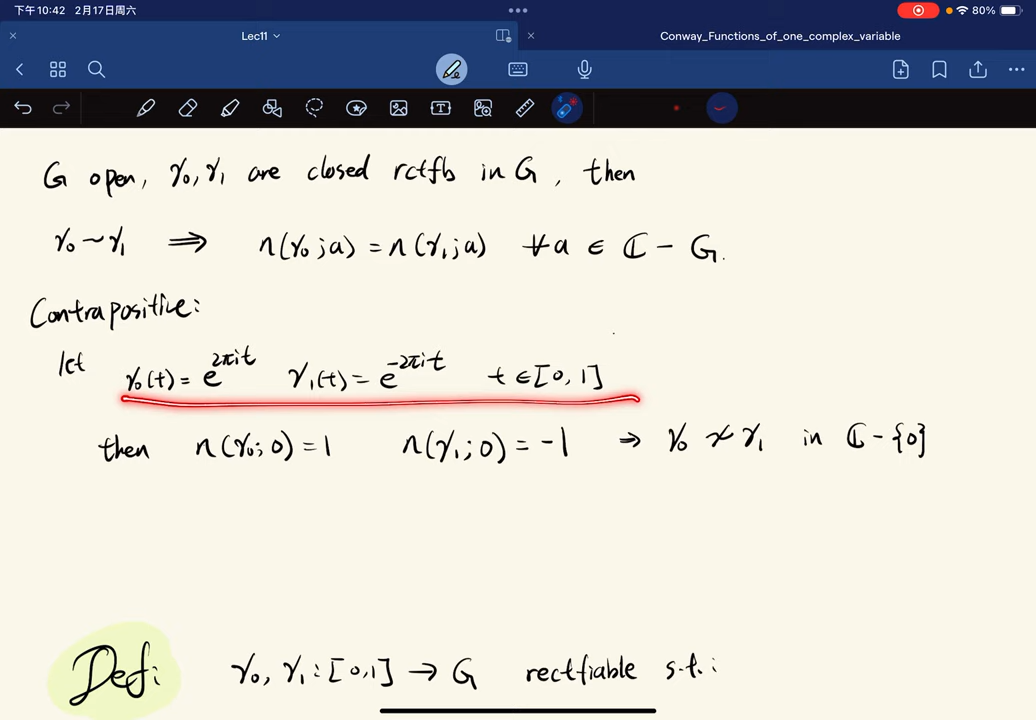 下午10:42 2月17日周六
80%
Lec11
Conway_Functions_of_one_complex_variable
G open, γ₀, γ₁ are closed rctfb in G, then
γ₀ ~ γ₁ ⟹ n(γ₀; a) = n(γ₁; a) ∀ a ∈ ℂ - G.
Contrapositive:
let γ₀(t) = e^{2πit} γ₁(t) = e^{-2πit} t ∈ [0, 1]
then n(γ₀; 0) = 1 n(γ₁; 0) = -1 ⇒ γ₀ ≁ γ₁ in ℂ - {0}
Def: γ₀, γ₁ : [0,1] → G rectfiable s.t. :